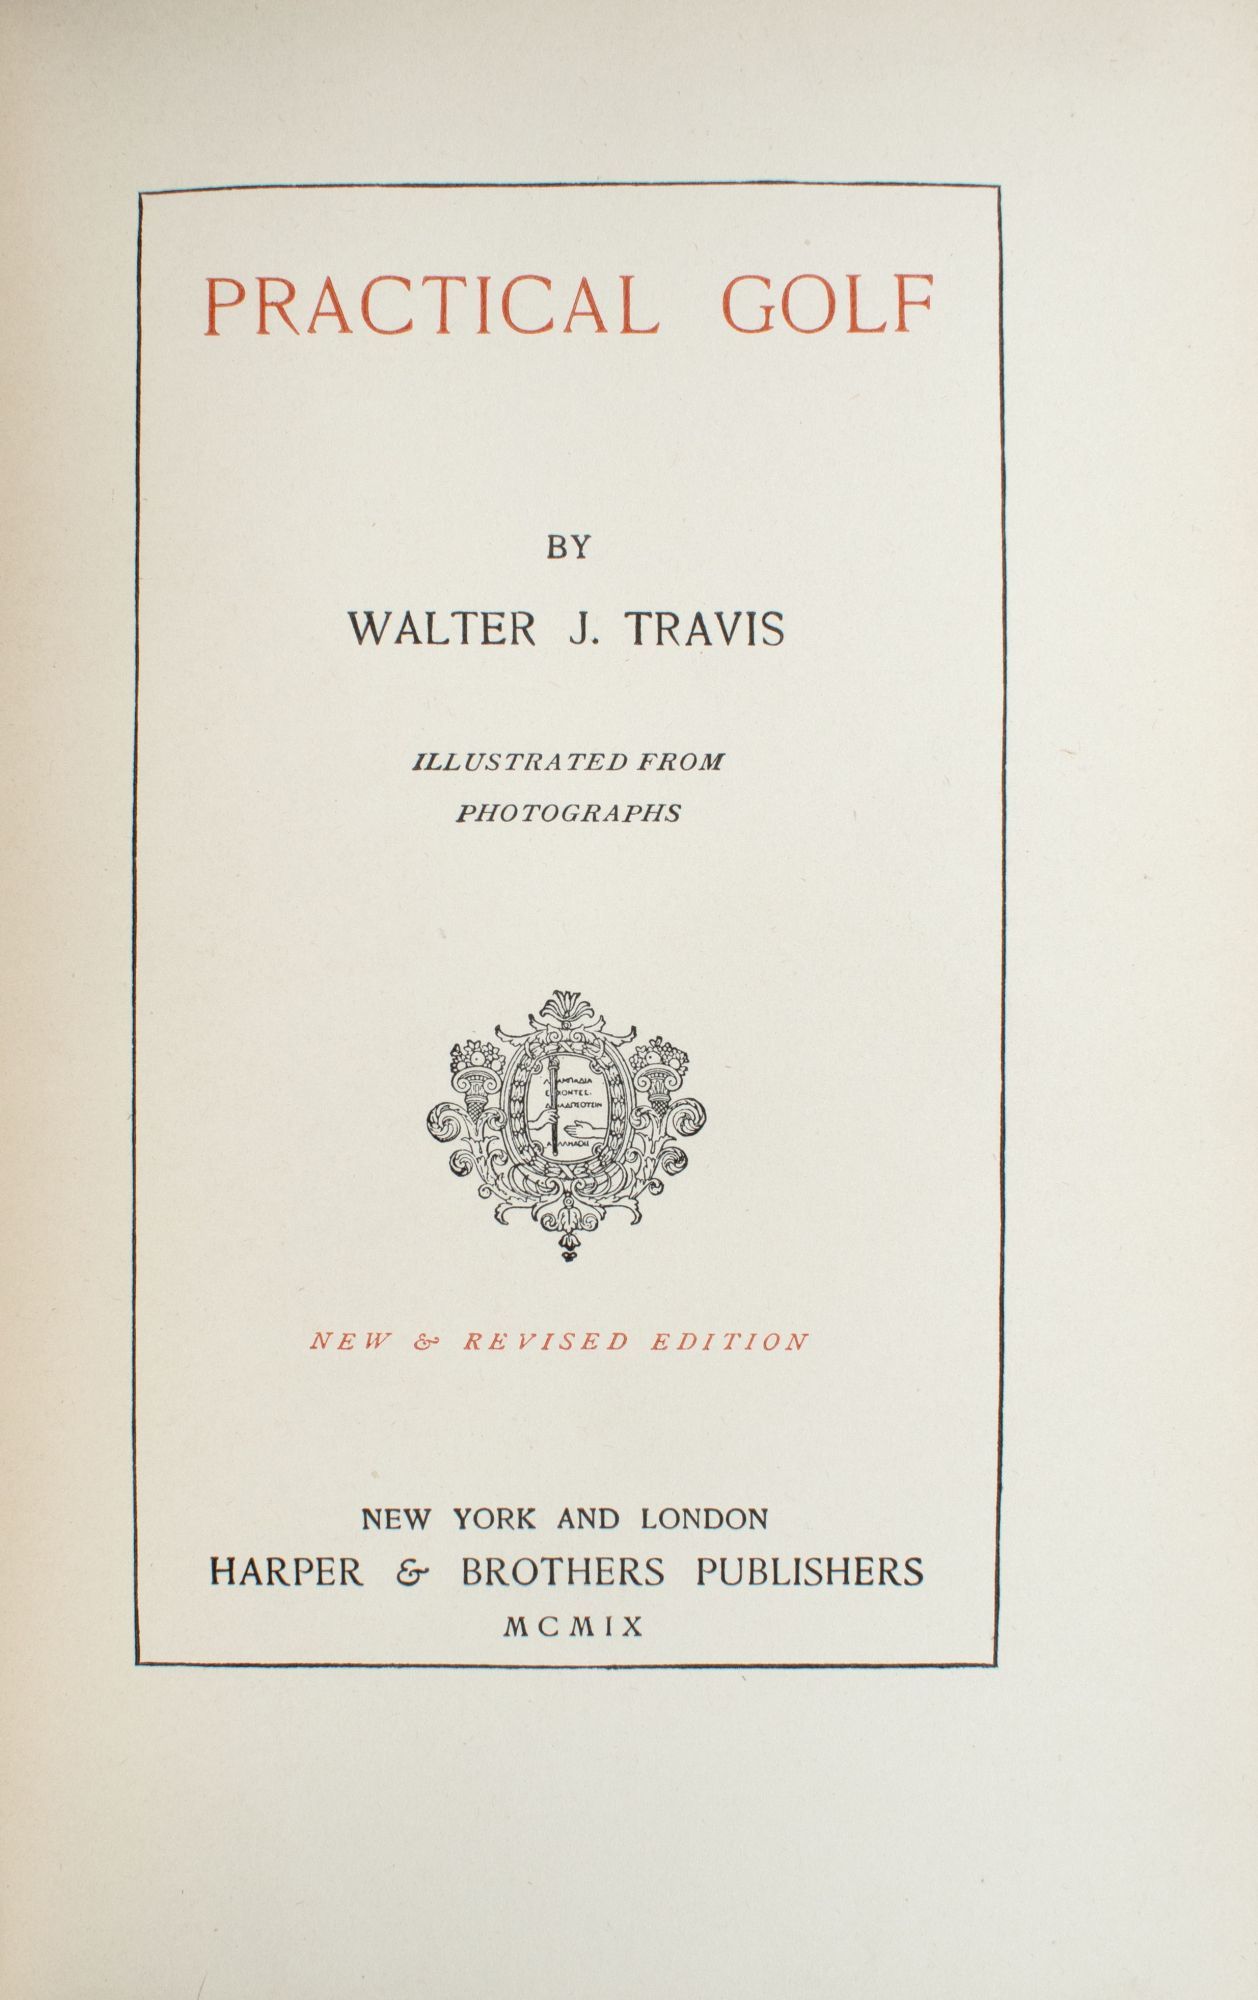 PRACTICAL GOLF
BY
WALTER J. TRAVIS
ILLUSTRATED FROM
PHOTOGRAPHS
NEW & REVISED EDITION
NEW YORK AND LONDON
HARPER & BROTHERS PUBLISHERS
MCMIX